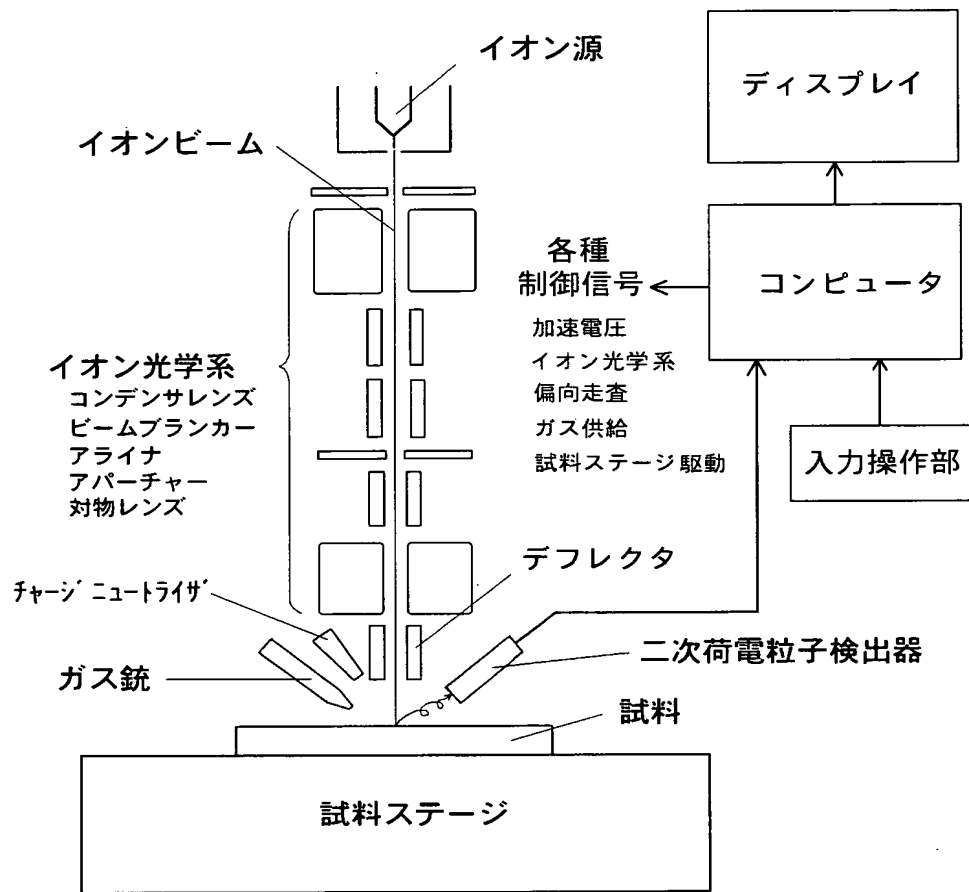 イオン源
ディスプレイ
イオンビーム
各種
制御信号
コンピュータ
加速電圧
イオン光学系
偏向走査
ガス供給
試料ステージ駆動
イオン光学系
コンデンサレンズ
ビームブランカー
アライナ
アパーチャー
対物レンズ
入力操作部
デフレクタ
チャージニュートライザ
二次荷電粒子検出器
ガス銃
試料
試料ステージ